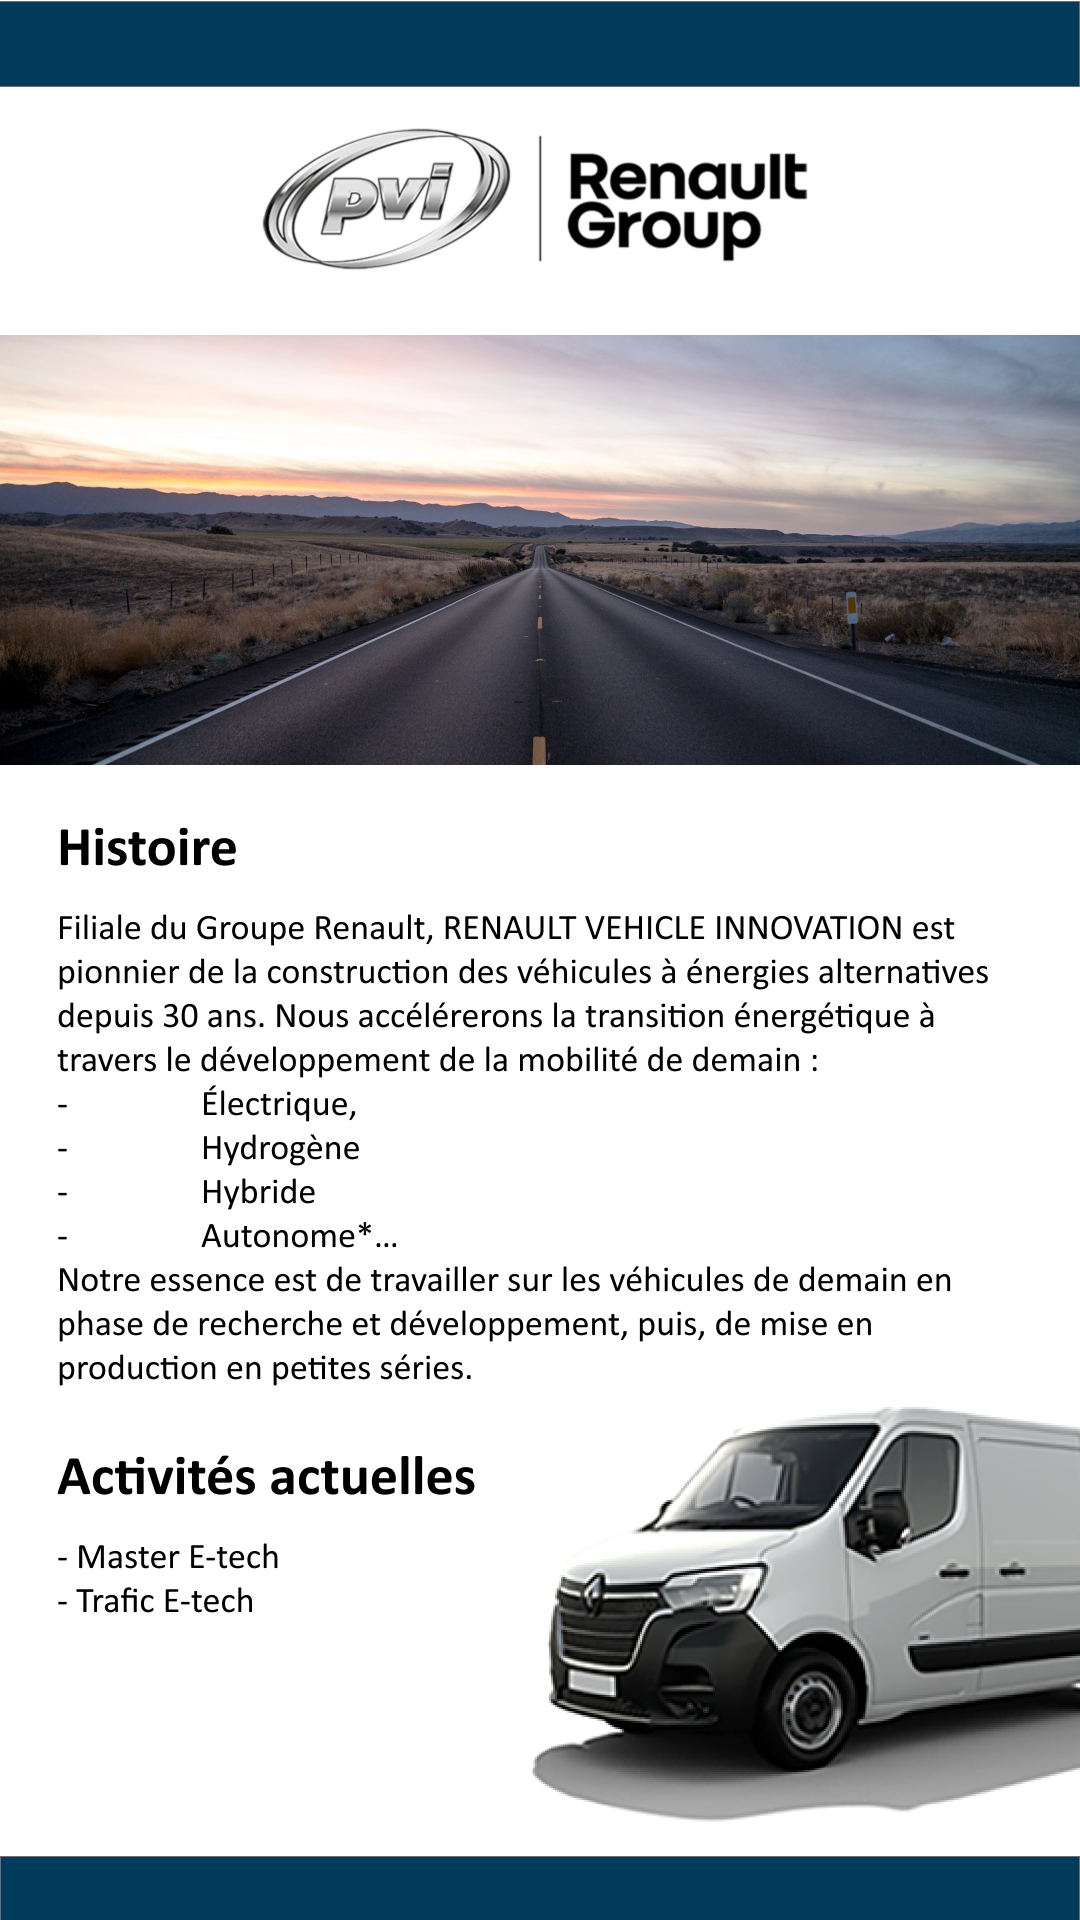 pvi
Renault
Group
Histoire
Filiale du Groupe Renault, RENAULT VEHICLE INNOVATION est
pionnier de la construction des véhicules à énergies alternatives
depuis 30 ans. Nous accélérerons la transition énergétique à
travers le développement de la mobilité de demain :
- Électrique,
- Hydrogène
- Hybride
- Autonome*...
Notre essence est de travailler sur les véhicules de demain en
phase de recherche et développement, puis, de mise en
production en petites séries.
Activités actuelles
- Master E-tech
- Trafic E-tech